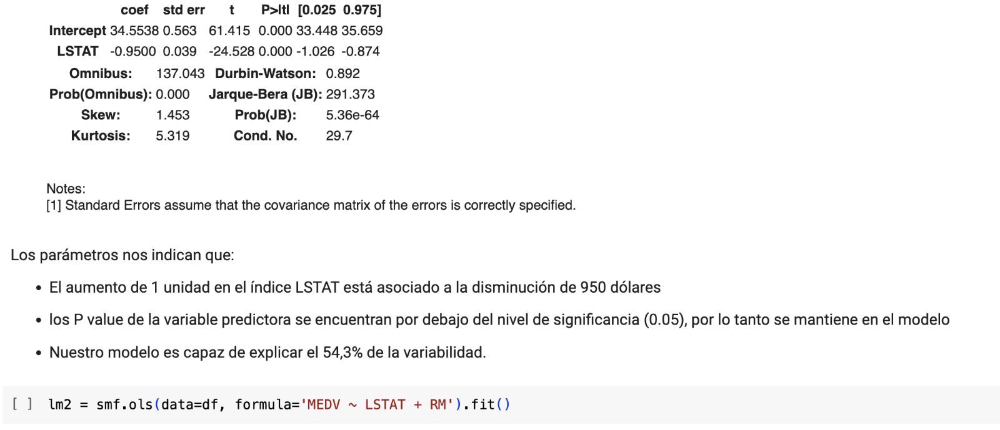 coef std err t P>|t| [0.025 0.975]
Intercept 34.5538 0.563 61.415 0.000 33.448 35.659
LSTAT -0.9500 0.039 -24.528 0.000 -1.026 -0.874
Omnibus: 137.043 Durbin-Watson: 0.892
Prob(Omnibus): 0.000 Jarque-Bera (JB): 291.373
Skew: 1.453 Prob(JB): 5.36e-64
Kurtosis: 5.319 Cond. No. 29.7
Notes:
[1] Standard Errors assume that the covariance matrix of the errors is correctly specified.
Los parámetros nos indican que:
• El aumento de 1 unidad en el índice LSTAT está asociado a la disminución de 950 dólares
• los P value de la variable predictora se encuentran por debajo del nivel de significancia (0.05), por lo tanto se mantiene en el modelo
• Nuestro modelo es capaz de explicar el 54,3% de la variabilidad.
[ ] lm2 = smf.ols(data=df, formula='MEDV ~ LSTAT + RM').fit()